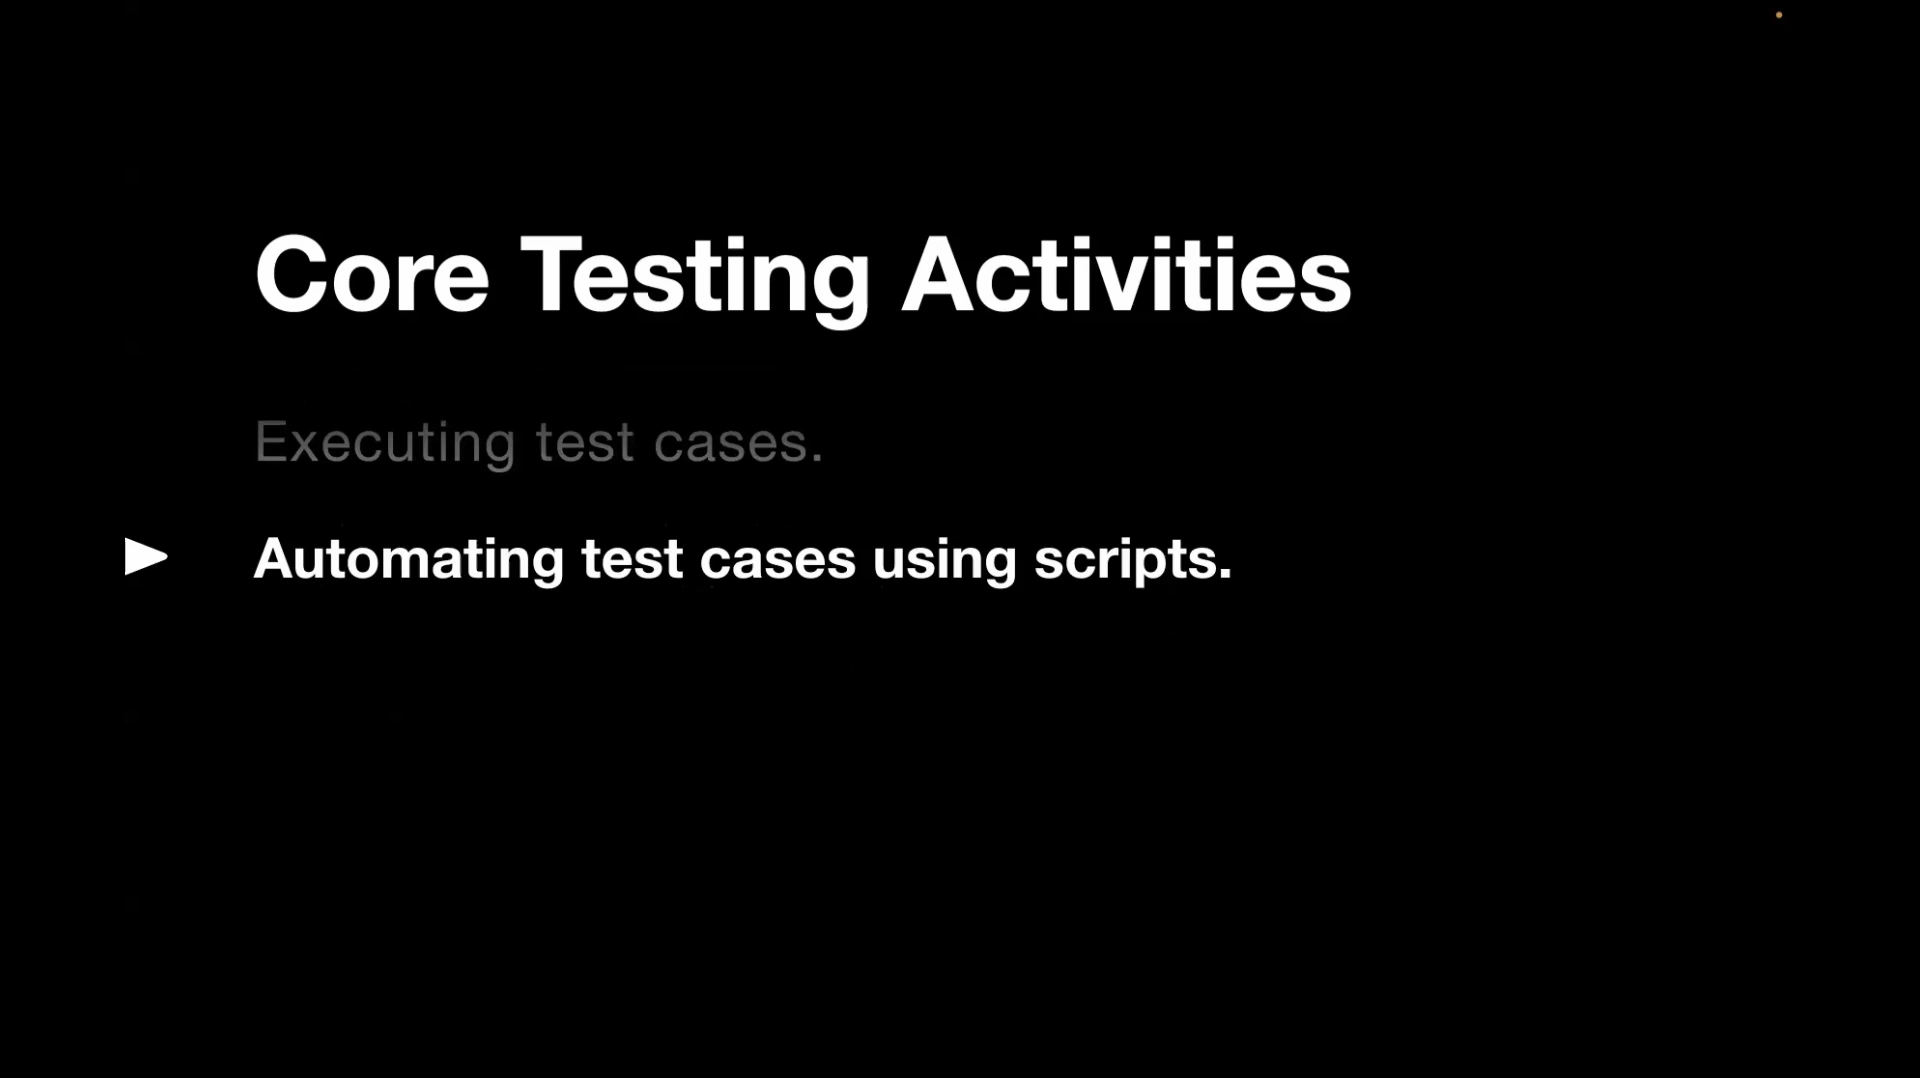 Core Testing Activities
Executing test cases.
Automating test cases using scripts.